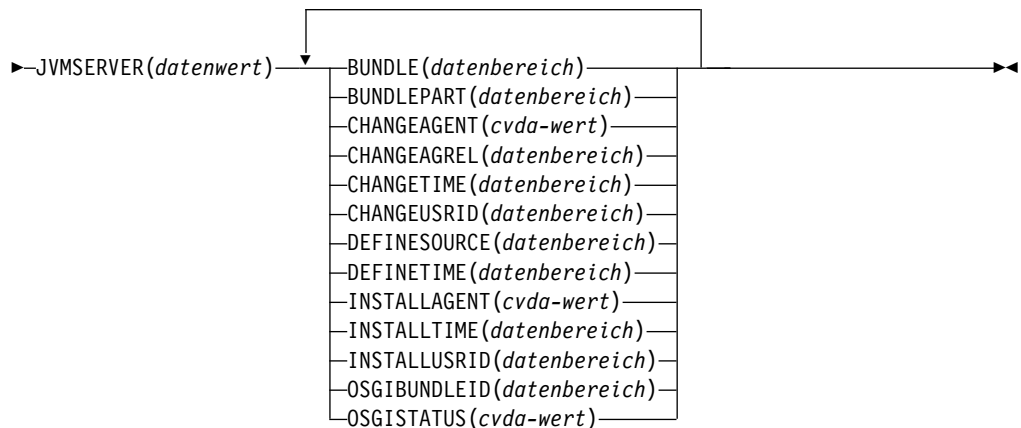 JVMSERVER(datenwert) BUNDLE(datenbereich)
BUNDLEPART(datenbereich)
CHANGEAGENT(cvda-wert)
CHANGEAGREL(datenbereich)
CHANGETIME(datenbereich)
CHANGEUSRID(datenbereich)
DEFINESOURCE(datenbereich)
DEFINETIME(datenbereich)
INSTALLAGENT(cvda-wert)
INSTALLTIME(datenbereich)
INSTALLUSRID(datenbereich)
OSGIBUNDLEID(datenbereich)
OSGISTATUS(cvda-wert)